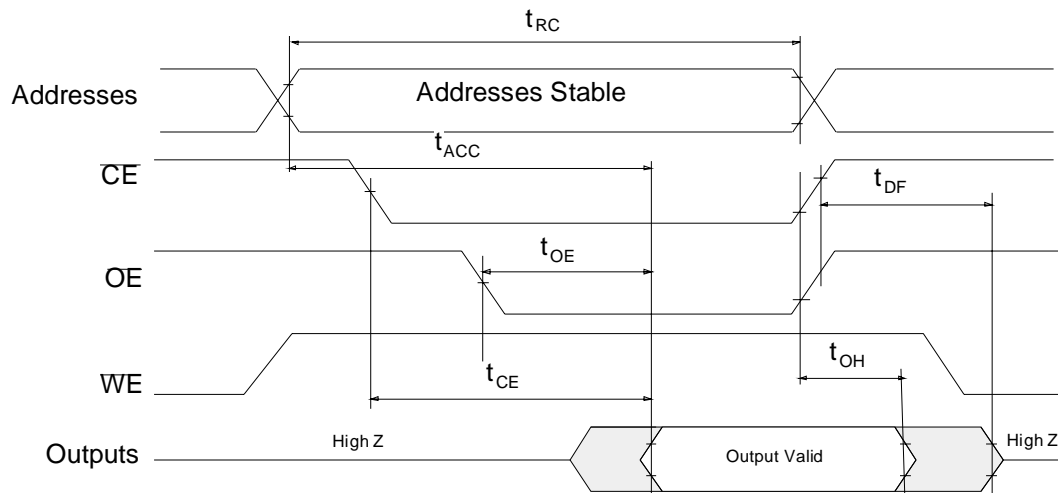 tRC
Addresses
Addresses Stable
tACC
CE
tDF
OE
tOE
WE
tOH
tCE
Outputs
High Z
Output Valid
High Z